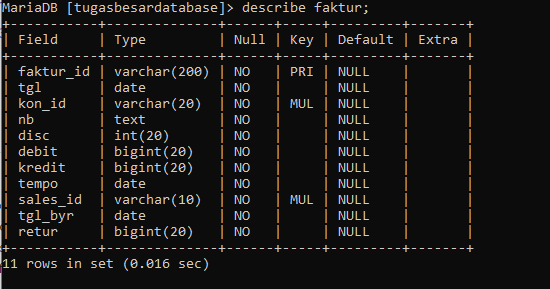 MariaDB [tugasbesardatabase]> describe faktur;
+-----------+--------------+------+-----+---------+-------+
| Field     | Type         | Null | Key | Default | Extra |
+-----------+--------------+------+-----+---------+-------+
| faktur_id | varchar(200) | NO   | PRI | NULL    |       |
| tgl       | date         | NO   |     | NULL    |       |
| kon_id    | varchar(20)  | NO   | MUL | NULL    |       |
| nb        | text         | NO   |     | NULL    |       |
| disc      | int(20)      | NO   |     | NULL    |       |
| debit     | bigint(20)   | NO   |     | NULL    |       |
| kredit    | bigint(20)   | NO   |     | NULL    |       |
| tempo     | date         | NO   |     | NULL    |       |
| sales_id  | varchar(10)  | NO   | MUL | NULL    |       |
| tgl_byr   | date         | NO   |     | NULL    |       |
| retur     | bigint(20)   | NO   |     | NULL    |       |
+-----------+--------------+------+-----+---------+-------+
11 rows in set (0.016 sec)